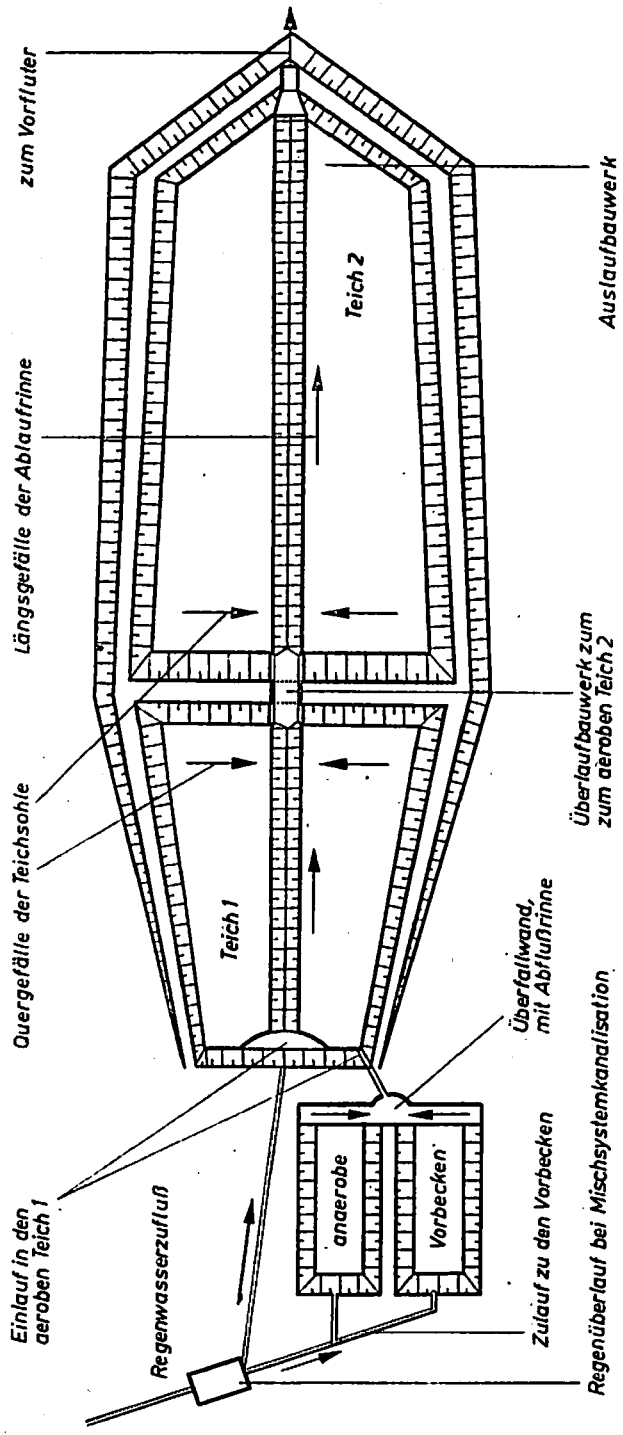 Einlauf in den
aeroben Teich 1
Quergefälle der Teichsohle
Längsgefälle der Ablaufrinne
zum Vorfluter
Regenwasserzufluß
Teich 1
Teich 2
anaerobe
Vorbecken
Überfallwand,
mit Abflußrinne
Zulauf zu den Vorbecken
Regenüberlauf bei Mischsystemkanalisation
Überlaufbauwerk zum
zum aeroben Teich 2
Auslaufbauwerk